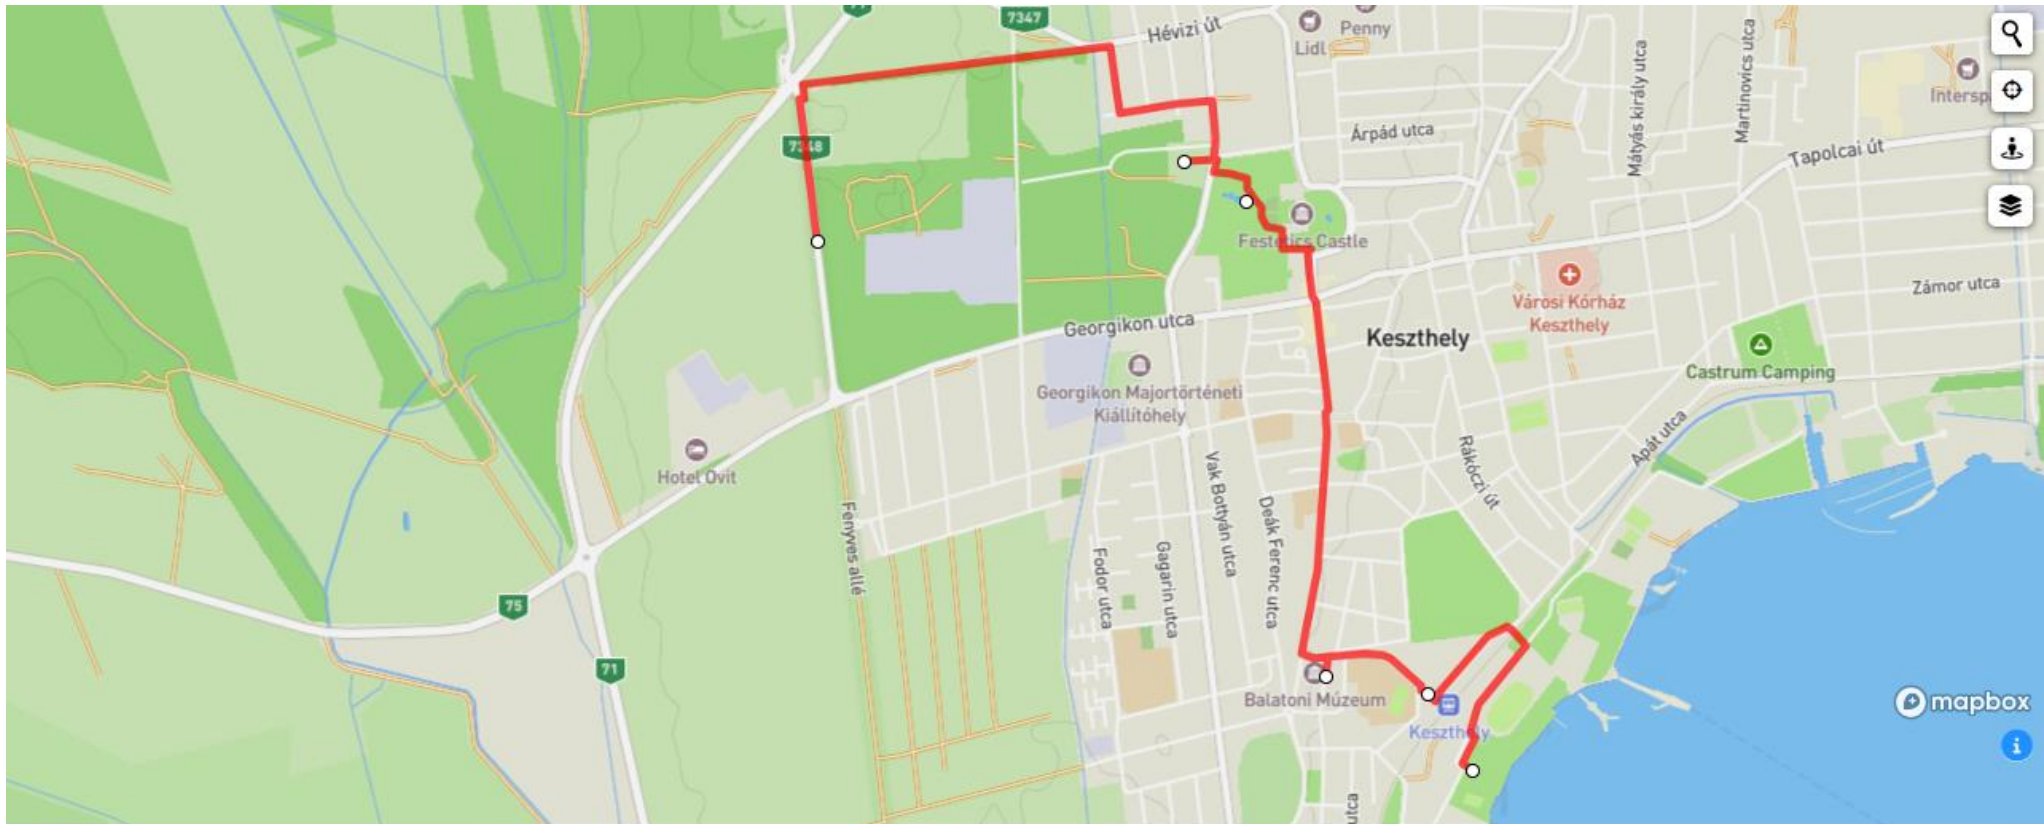 7347
Hévizi út
Penny
Lidl
Mátyás király utca
Martinovics utca
Intersp
Árpád utca
Tapolcai út
7348
Festetics Castle
Városi Kórház
Keszthely
Zámor utca
Georgikon utca
Keszthely
Castrum Camping
Georgikon Majortörténeti
Kiállítóhely
Apát utca
Rákóczi út
Hotel Ovit
Vak Bottyán utca
Deák Ferenc utca
Fenyves allé
Fodor utca
Gagarin utca
75
71
Balatoni Múzeum
Keszthely
mapbox
utca